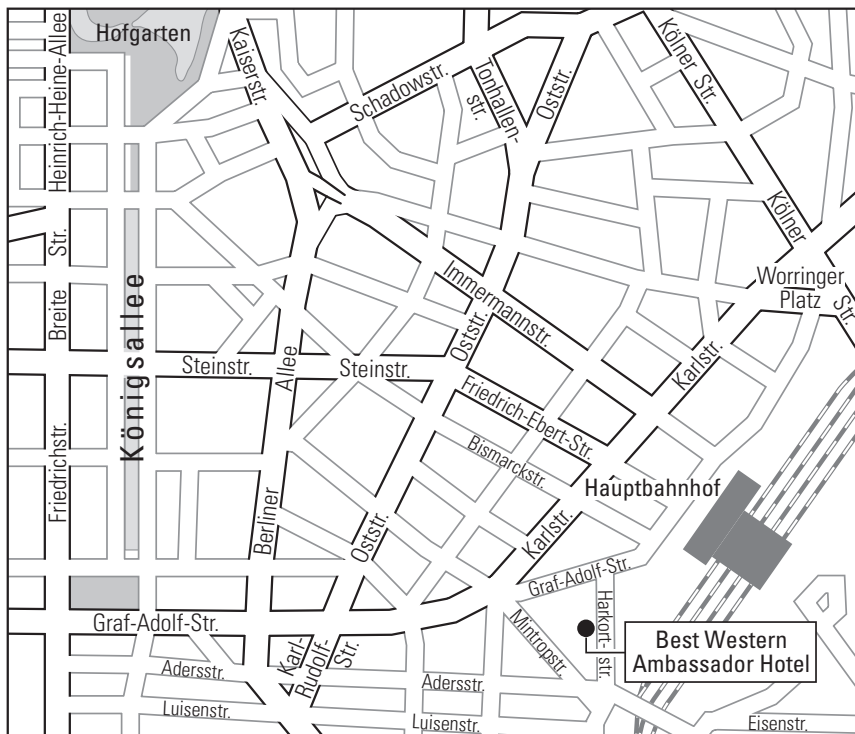 Hofgarten
Heinrich-Heine-Allee
Kaiserstr.
Schadowstr.
Tonhallen-
str.
Oststr.
Kölner Str.
Kölner
Str.
Worringer
Platz
Breite
Str.
Königsallee
Immermannstr.
Oststr.
Karlstr.
Steinstr.
Allee
Steinstr.
Friedrich-Ebert-Str.
Bismarckstr.
Friedrichstr.
Berliner
Oststr.
Karlstr.
Hauptbahnhof
Graf-Adolf-Str.
Graf-Adolf-Str.
Harkort-
str.
Mintropstr.
Karl-
Rudolf-
Str.
Best Western
Ambassador Hotel
Adersstr.
Adersstr.
Luisenstr.
Luisenstr.
Eisenstr.